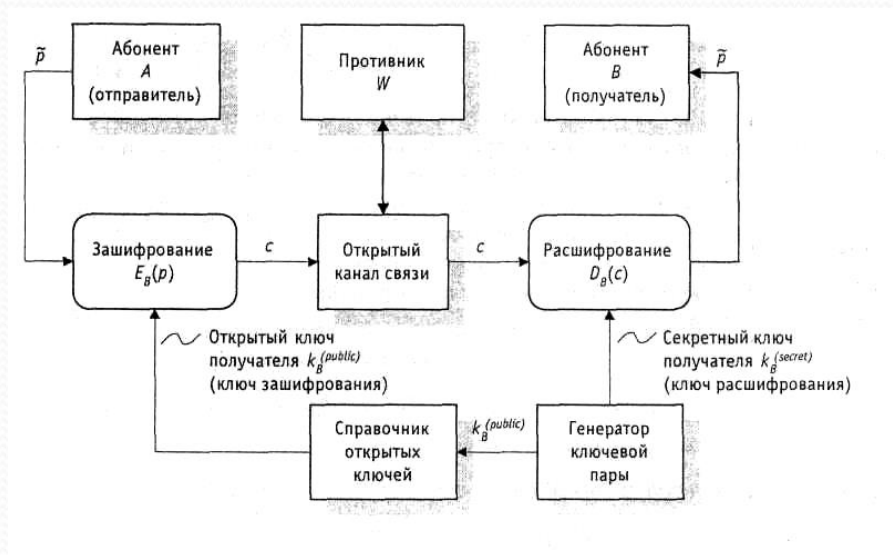 p̃
Абонент
A
(отправитель)
Противник
W
Абонент
B
(получатель)
p̃
Зашифрование
E_B(p)
c
Открытый
канал связи
c
Расшифрование
D_B(c)
Открытый ключ
получателя k_B^(public)
(ключ зашифрования)
Секретный ключ
получателя k_B^(secret)
(ключ расшифрования)
Справочник
открытых
ключей
k_B^(public)
Генератор
ключевой
пары